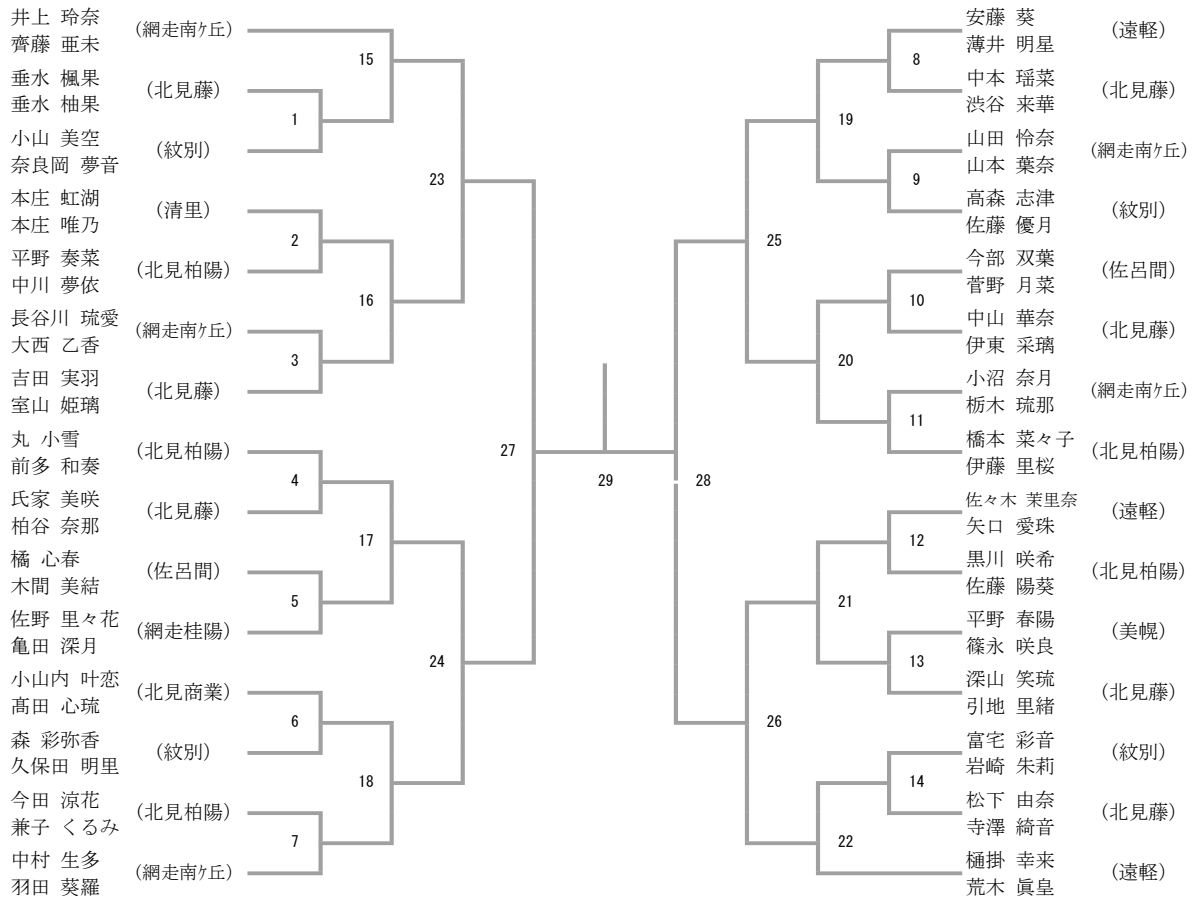 井上 玲奈
齊藤 亜未
(網走南ケ丘)
垂水 楓果
垂水 柚果
(北見藤)
小山 美空
奈良岡 夢音
(紋別)
本庄 虹湖
本庄 唯乃
(清里)
平野 奏菜
中川 夢依
(北見柏陽)
長谷川 琉愛
大西 乙香
(網走南ケ丘)
吉田 実羽
室山 姫璃
(北見藤)
丸 小雪
前多 和奏
(北見柏陽)
氏家 美咲
柏谷 奈那
(北見藤)
橘 心春
木間 美結
(佐呂間)
佐野 里々花
亀田 深月
(網走桂陽)
小山内 叶恋
髙田 心琉
(北見商業)
森 彩弥香
久保田 明里
(紋別)
今田 涼花
兼子 くるみ
(北見柏陽)
中村 生多
羽田 葵羅
(網走南ケ丘)
15
1
23
2
16
3
27
4
17
5
24
6
18
7
29
28
8
19
9
25
10
20
11
12
21
13
26
14
22
安藤 葵
薄井 明星
(遠軽)
中本 瑶菜
渋谷 来華
(北見藤)
山田 怜奈
山本 葉奈
(網走南ケ丘)
高森 志津
佐藤 優月
(紋別)
今部 双葉
菅野 月菜
(佐呂間)
中山 華奈
伊東 采璃
(北見藤)
小沼 奈月
栃木 琉那
(網走南ケ丘)
橋本 菜々子
伊藤 里桜
(北見柏陽)
佐々木 茉里奈
矢口 愛珠
(遠軽)
黒川 咲希
佐藤 陽葵
(北見柏陽)
平野 春陽
篠永 咲良
(美幌)
深山 笑琉
引地 里緒
(北見藤)
富宅 彩音
岩崎 朱莉
(紋別)
松下 由奈
寺澤 綺音
(北見藤)
樋掛 幸来
荒木 眞皇
(遠軽)